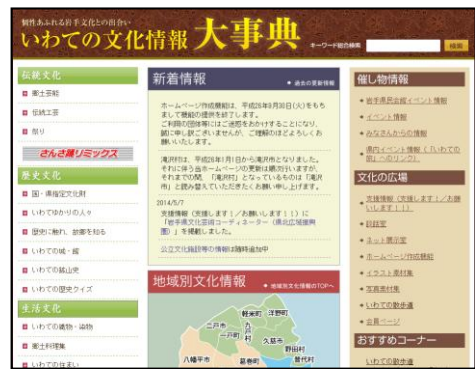 個性あふれる岩手文化との出合い
いわての文化情報大事典
キーワード総合検索
検索
伝統文化
郷土芸能
伝統工芸
祭り
さんさ踊りリミックス
歴史文化
国・県指定文化財
いわてゆかりの人々
歴史に触れ、故郷を知る
いわての城・館
いわての鉱山史
いわての歴史クイズ
生活文化
いわての織物・染物
郷土料理集
いわての住まい
新着情報
過去の更新情報
ホームページ作成機能は、平成26年9月30日(火)をもち
まして機能の提供を終了します。
ご利用の団体等にはご迷惑をおかけすることになり、
誠に申し訳ございませんが、ご理解のほどよろしくお
願いいたします。
滝沢村は、平成26年1月1日から滝沢市となりました。
それに伴う当ホームページの更新は順次行いますが、
それまでの間、「滝沢村」となっているものは「滝沢
市」と読み替えていただきたくお願い申し上げます。
2014/5/7
支援情報(支援します!/お願いします!)に
「岩手県文化芸術コーディネーター(県北広域振興
圏)」を掲載しました。
公立文化施設等の情報は随時追加中
地域別文化情報
地域別文化情報のTOPへ
軽米町
洋野町
二戸市
九戸村
一戸町
久慈市
野田村
八幡平市
葛巻町
普代村
催し物情報
岩手県民会館イベント情報
イベント情報
みなさんからの情報
県内イベント情報(「いわての
旅」へのリンク)
文化の広場
支援情報(支援します!/お願
いします!)
談話室
ネット展示室
ホームページ作成機能
イラスト素材集
写真素材集
いわての散歩道
会員ページ
おすすめコーナー
いわての散歩道